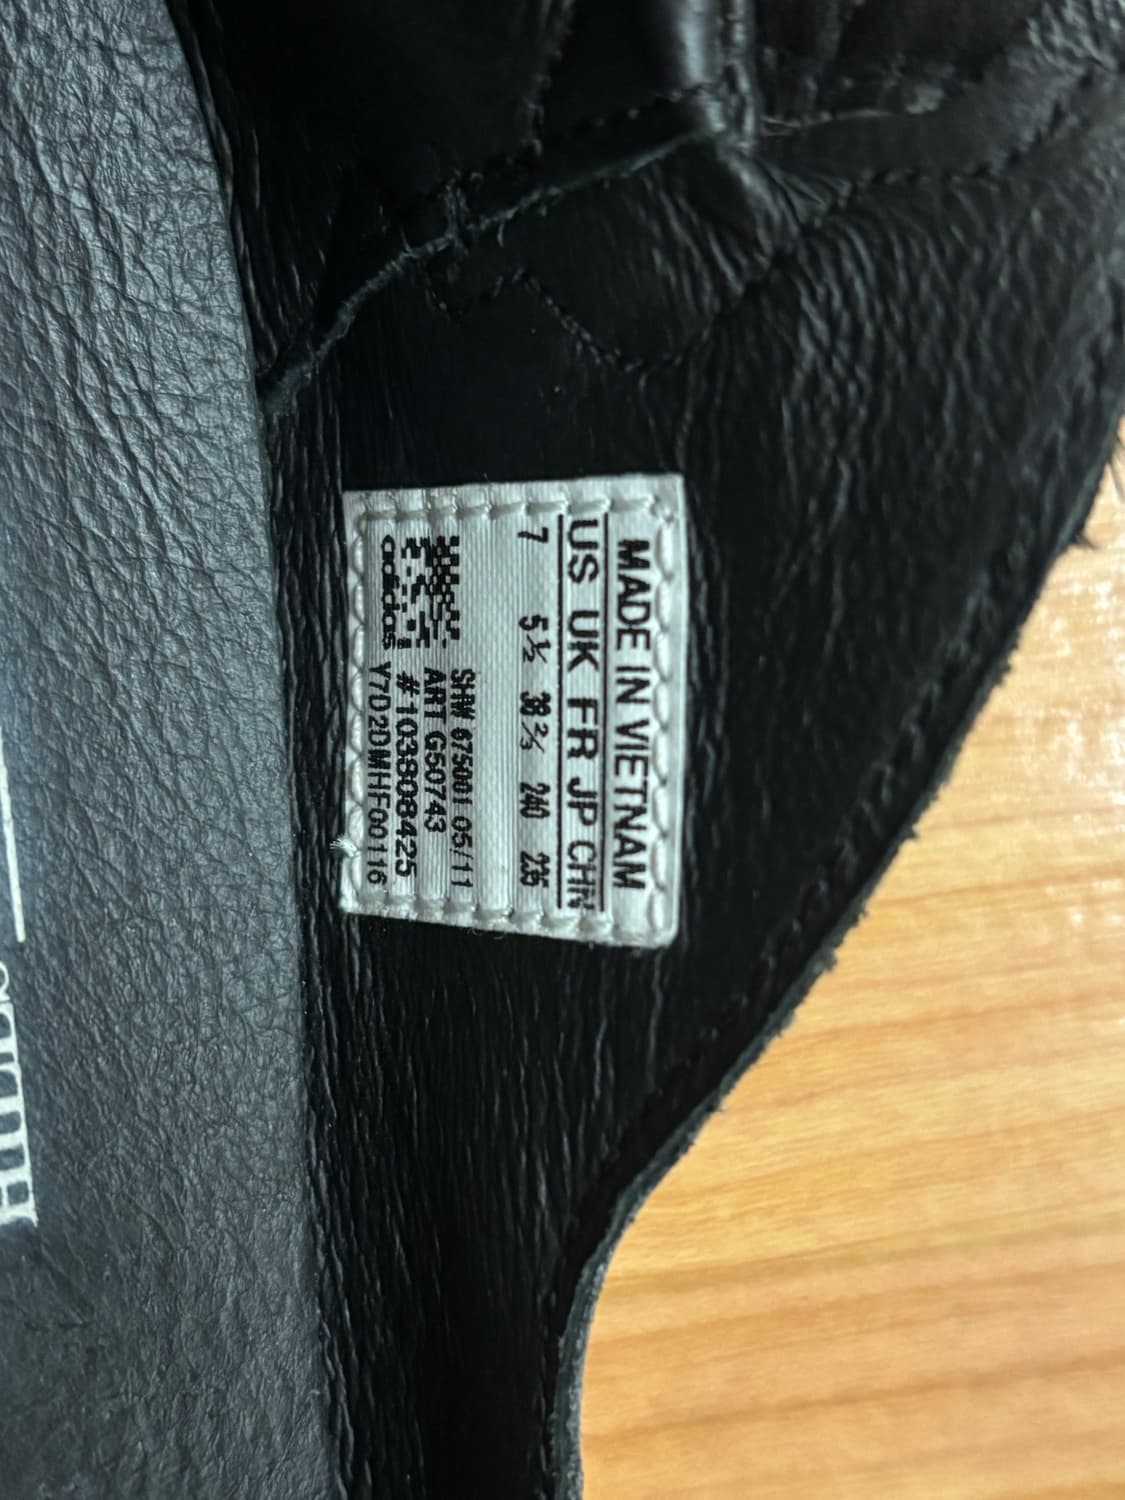 MADE IN VIETNAM
US UK FR JP CHN
7 5½ 38⅔ 240 235
SHW 675001 05/11
ART G50743
#103808425
Y7D2DMHF00116
adidas